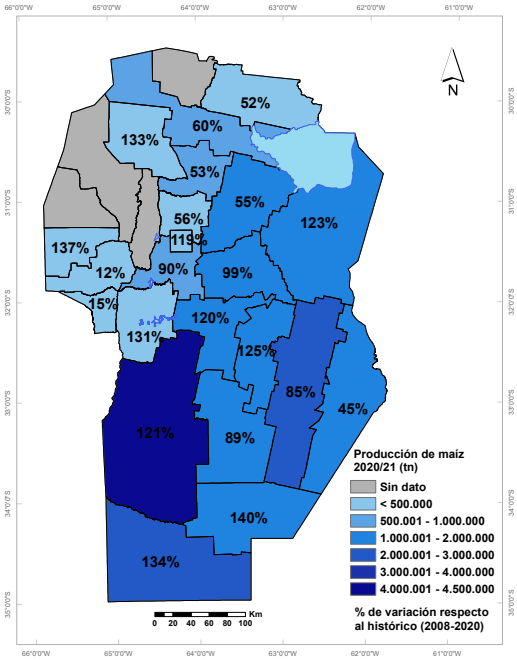 66°0'0"O 65°0'0"O 64°0'0"O 63°0'0"O 62°0'0"O 61°0'0"O
30°0'0"S 30°0'0"S
31°0'0"S 31°0'0"S
32°0'0"S 32°0'0"S
33°0'0"S 33°0'0"S
34°0'0"S 34°0'0"S
35°0'0"S 35°0'0"S
N
52%
60%
133%
53%
55%
56%
123%
119%
137%
12%
90%
99%
15%
120%
131%
125%
85%
45%
121%
89%
140%
134%
Producción de maíz
2020/21 (tn)
Sin dato
< 500.000
500.001 - 1.000.000
1.000.001 - 2.000.000
2.000.001 - 3.000.000
3.000.001 - 4.000.000
4.000.001 - 4.500.000
% de variación respecto
al histórico (2008-2020)
0 20 40 60 80 100 Km
66°0'0"O 65°0'0"O 64°0'0"O 63°0'0"O 62°0'0"O 61°0'0"O